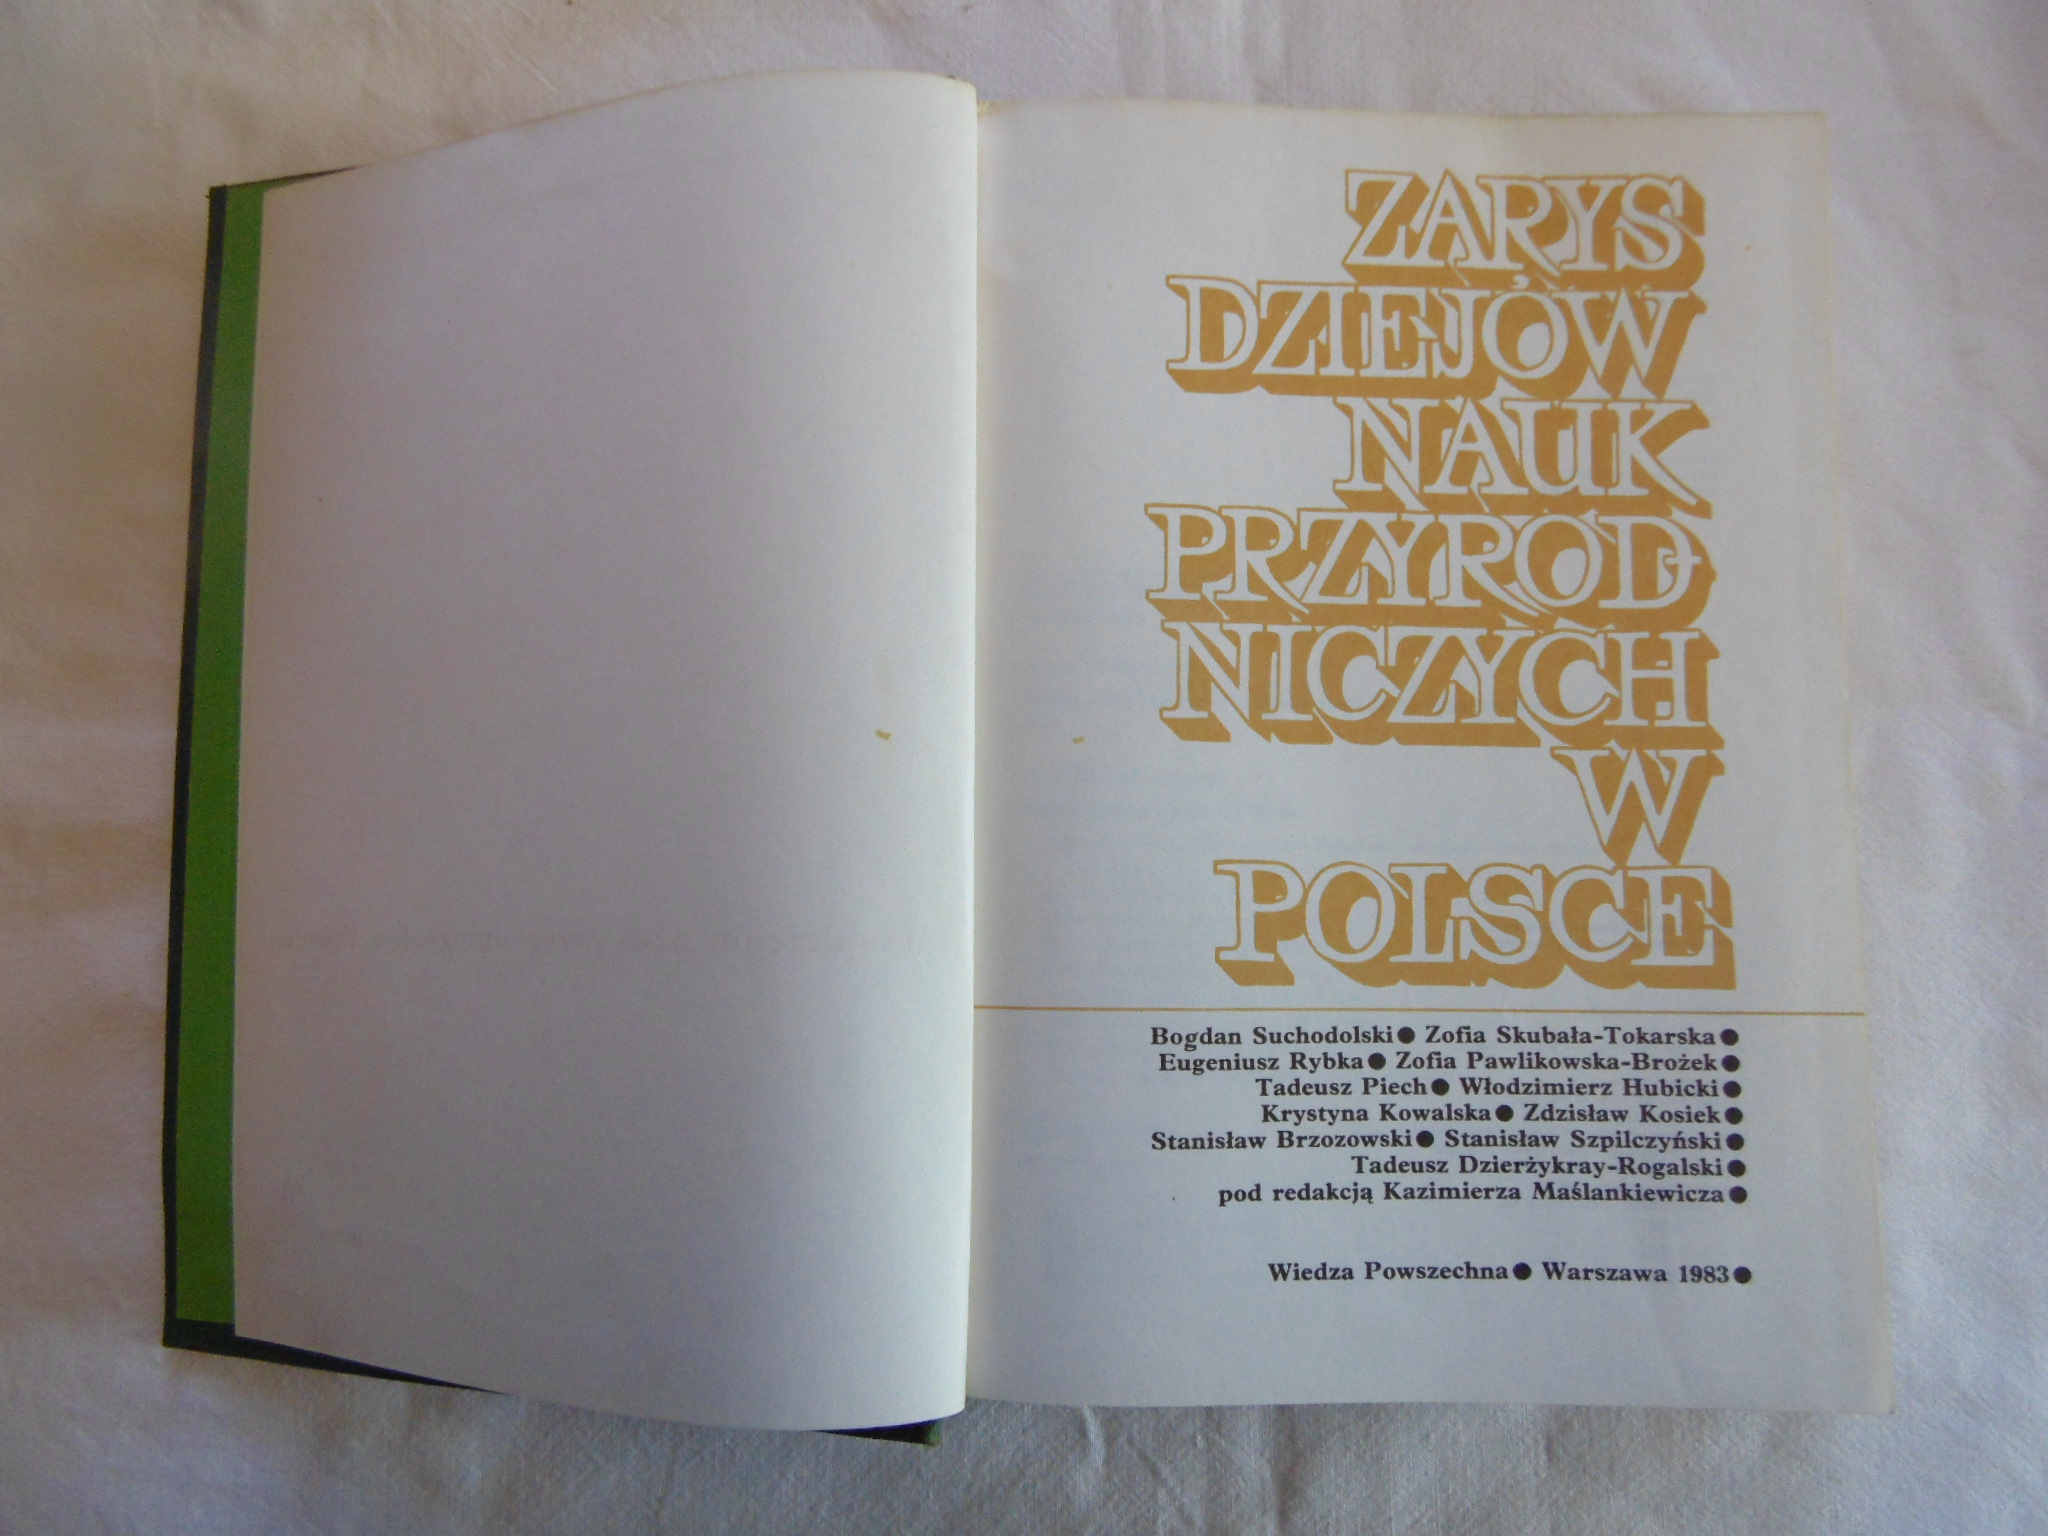 ZARYS
DZIEJÓW
NAUK
PRZYROD
NICZYCH
W
POLSCE
Bogdan Suchodolski● Zofia Skubała-Tokarska●
Eugeniusz Rybka● Zofia Pawlikowska-Brożek●
Tadeusz Piech● Włodzimierz Hubicki●
Krystyna Kowalska● Zdzisław Kosiek●
Stanisław Brzozowski● Stanisław Szpilczyński●
Tadeusz Dzierżykray-Rogalski●
pod redakcją Kazimierza Maślankiewicza●
Wiedza Powszechna● Warszawa 1983●